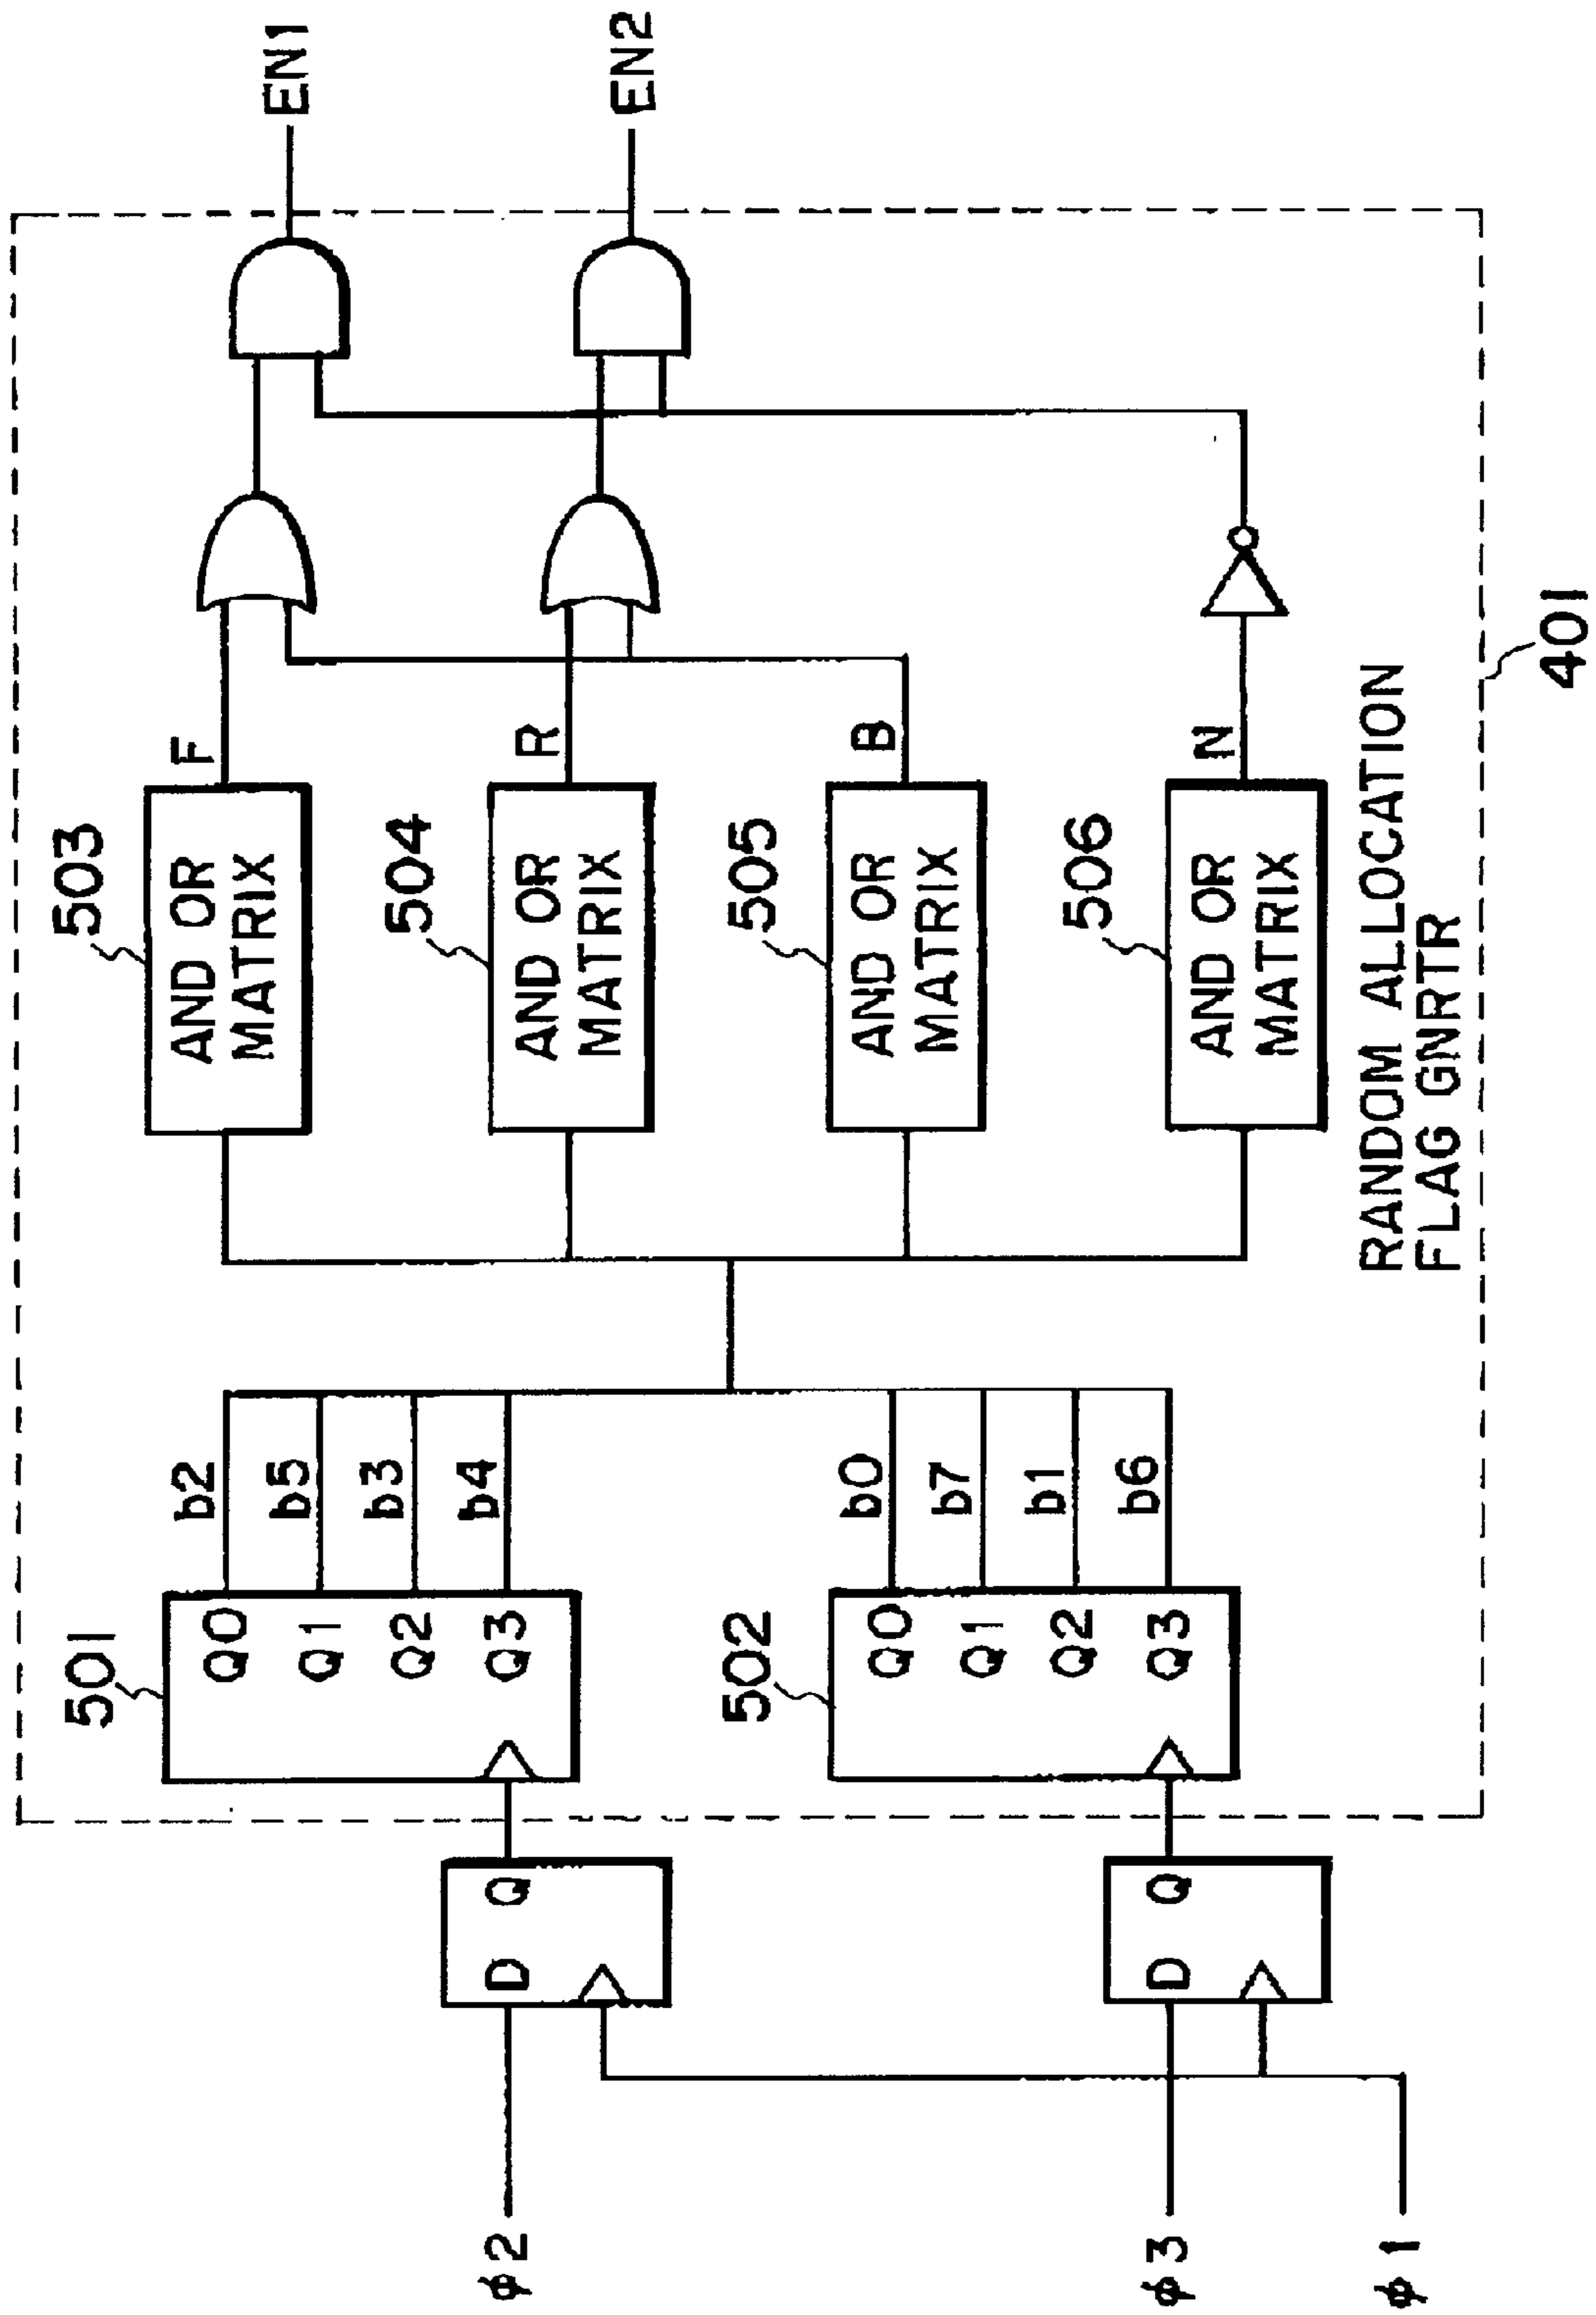 φ2
φ3
φ1
D Q
D Q
501
Q0
Q1
Q2
Q3
502
Q0
Q1
Q2
Q3
b2
b5
b3
b4
b0
b7
b1
b6
503
AND OR
MATRIX
F
504
AND OR
MATRIX
R
505
AND OR
MATRIX
B
506
AND OR
MATRIX
N
RANDOM ALLOCATION
FLAG GNRTR
401
EN1
EN2